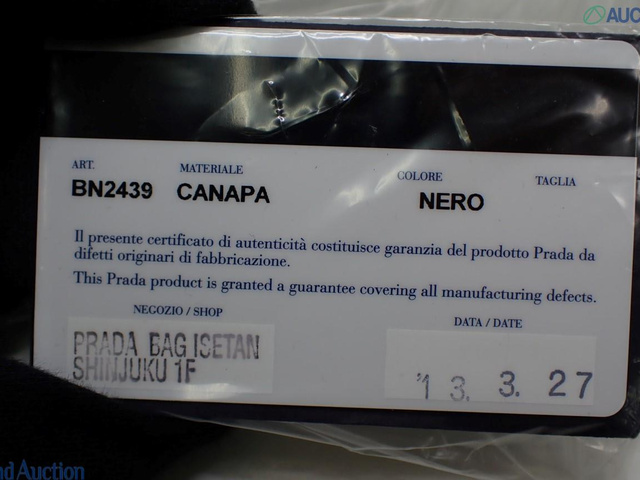 AUC
ART.
MATERIALE
COLORE
TAGLIA
BN2439
CANAPA
NERO
Il presente certificato di autenticità costituisce garanzia del prodotto Prada da
difetti originari di fabbricazione.
This Prada product is granted a guarantee covering all manufacturing defects.
NEGOZIO / SHOP
DATA / DATE
PRADA BAG ISETAN
SHINJUKU 1F
'13. 3. 27
nd Auction